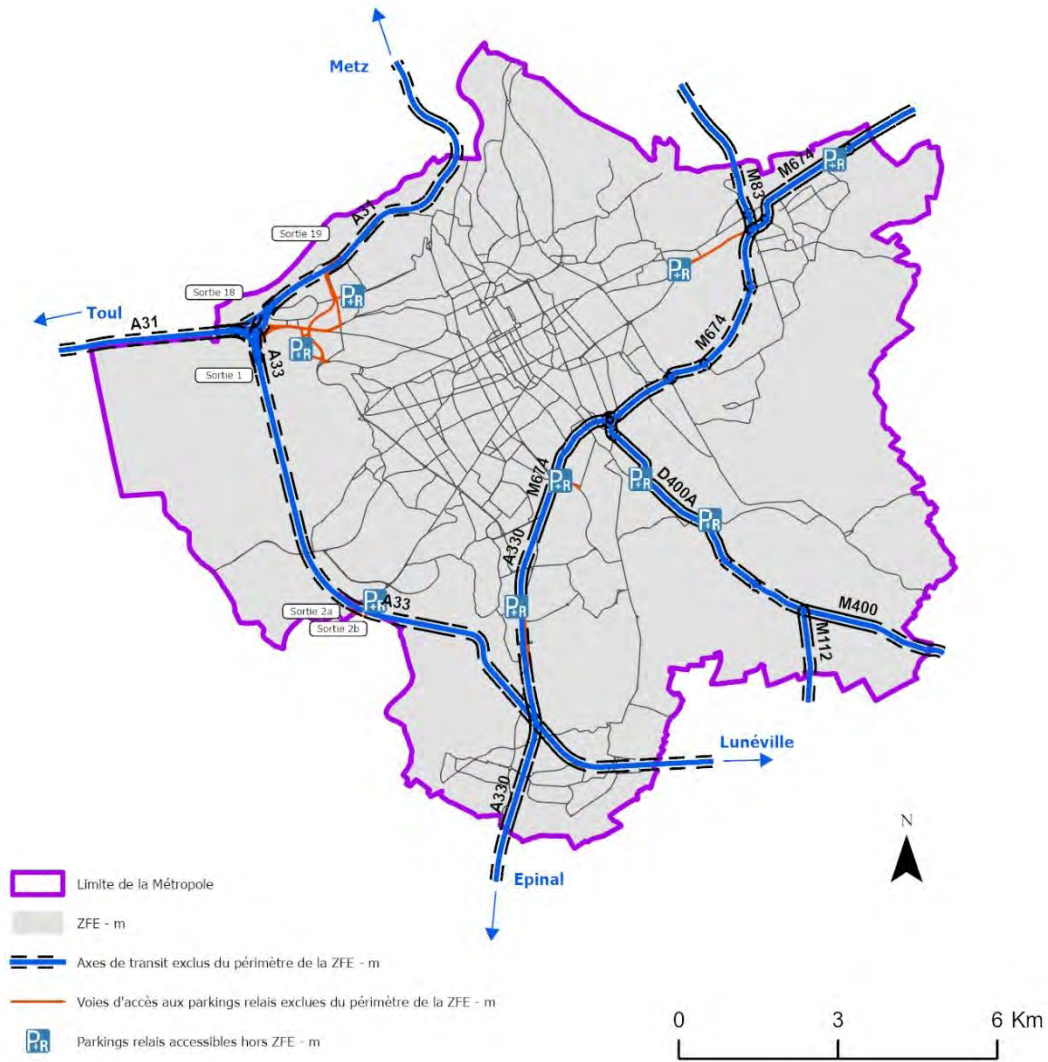 Metz
M83
M674
P+R
A31
Sortie 19
P+R
Sortie 18
P+R
Toul
A31
A33
P+R
Sortie 1
M674
M674
P+R
P+R
D400A
P+R
A330
P+R
A33
P+R
Sortie 2a
Sortie 2b
M400
M112
Lunéville
A330
Epinal
N
Limite de la Métropole
ZFE - m
Axes de transit exclus du périmètre de la ZFE - m
Voies d'accès aux parkings relais exclues du périmètre de la ZFE - m
P+R
Parkings relais accessibles hors ZFE - m
0 3 6 Km